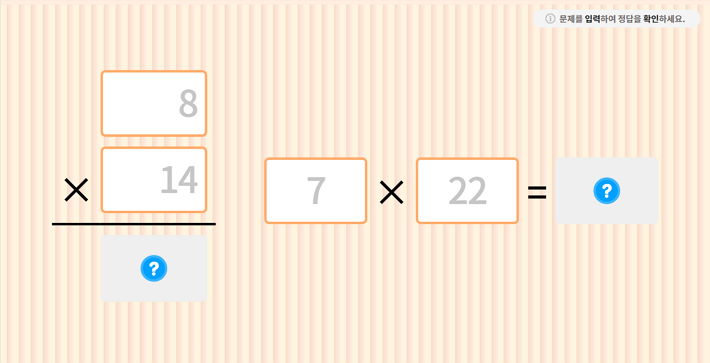 문제를 입력하여 정답을 확인하세요.
8
× 14
?
7 × 22 = ?